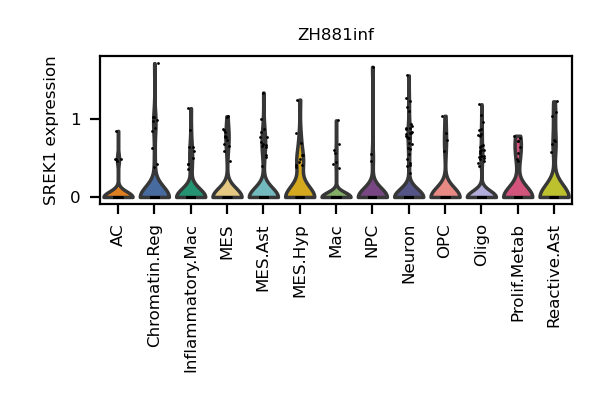 ZH881inf
SREK1 expression
1
0
AC
Chromatin.Reg
Inflammatory.Mac
MES
MES.Ast
MES.Hyp
Mac
NPC
Neuron
OPC
Oligo
Prolif.Metab
Reactive.Ast